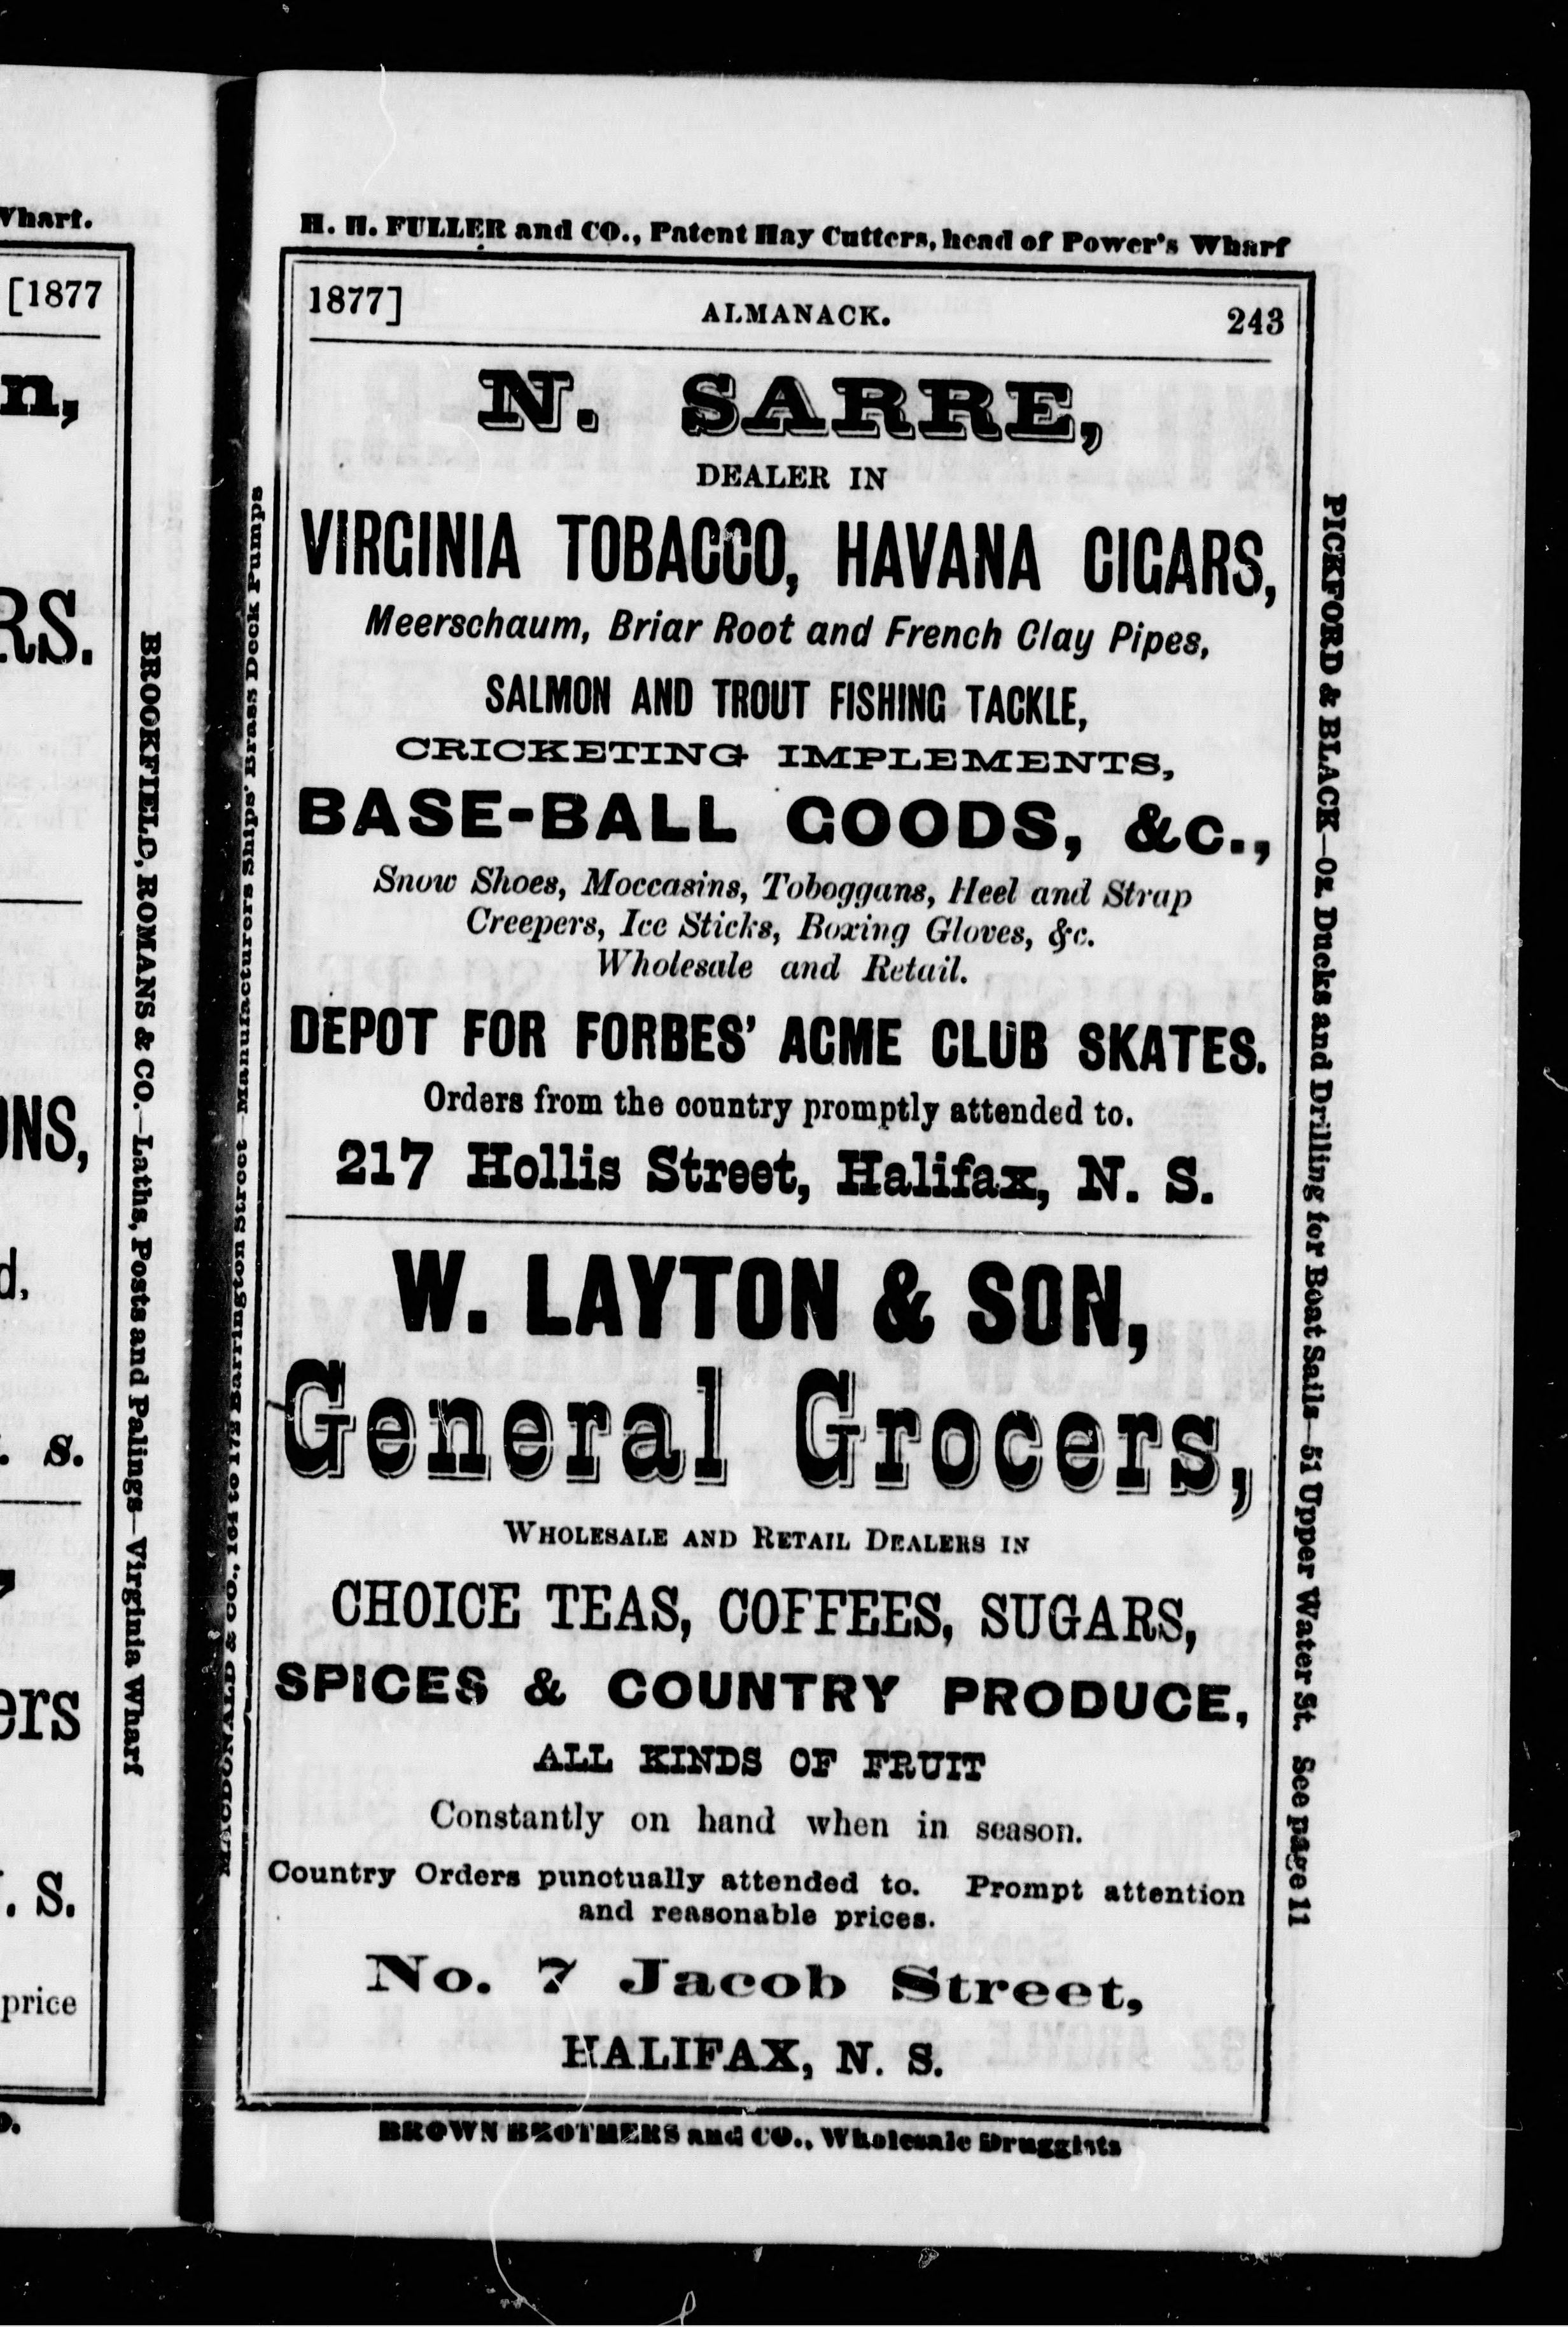 Wharf.
[1877
n,
RS.
ONS,
d,
. S.
ers
. S.
price
BROOKFIELD, ROMANS & CO.—Laths, Posts and Palings—Virginia Wharf
H. H. FULLER and CO., Patent Hay Cutters, head of Power's Wharf
MACDONALD & CO., 164 to 172 Barrington Street—Manufacturers Ships' Brass Deck Pumps
1877] ALMANACK. 243
N. SARRE,
DEALER IN
VIRGINIA TOBACCO, HAVANA CIGARS,
Meerschaum, Briar Root and French Clay Pipes,
SALMON AND TROUT FISHING TACKLE,
CRICKETING IMPLEMENTS,
BASE-BALL GOODS, &c.,
Snow Shoes, Moccasins, Toboggans, Heel and Strap
Creepers, Ice Sticks, Boxing Gloves, &c.
Wholesale and Retail.
DEPOT FOR FORBES' ACME CLUB SKATES.
Orders from the country promptly attended to.
217 Hollis Street, Halifax, N. S.
W. LAYTON & SON,
General Grocers,
WHOLESALE AND RETAIL DEALERS IN
CHOICE TEAS, COFFEES, SUGARS,
SPICES & COUNTRY PRODUCE,
ALL KINDS OF FRUIT
Constantly on hand when in season.
Country Orders punctually attended to. Prompt attention
and reasonable prices.
No. 7 Jacob Street,
HALIFAX, N. S.
BROWN BROTHERS and CO., Wholesale Druggists
PICKFORD & BLACK—Oz. Ducks and Drilling for Boat Sails—51 Upper Water St. See page 11